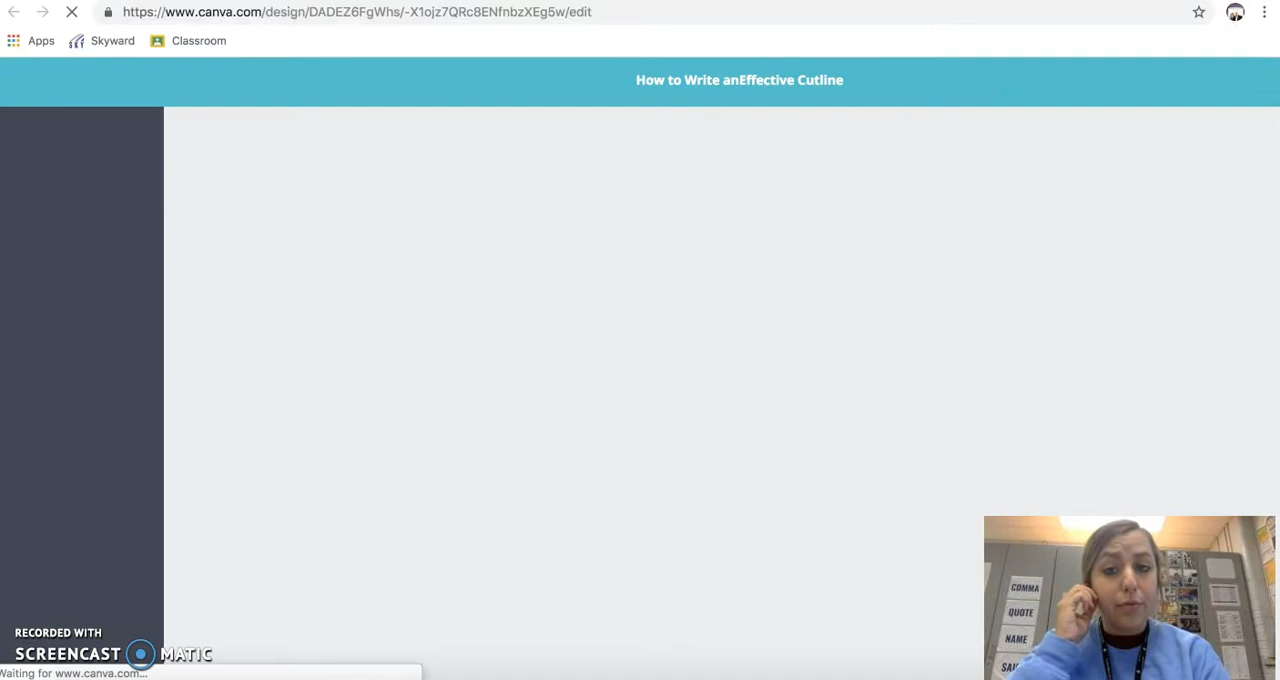 https://www.canva.com/design/DADEZ6FgWhs/-X1ojz7QRc8ENfnbzXEg5w/edit
Apps Skyward Classroom
How to Write anEffective Cutline
COMMA
QUOTE
NAME
RECORDED WITH
SCREENCAST MATIC
Waiting for www.canva.com...